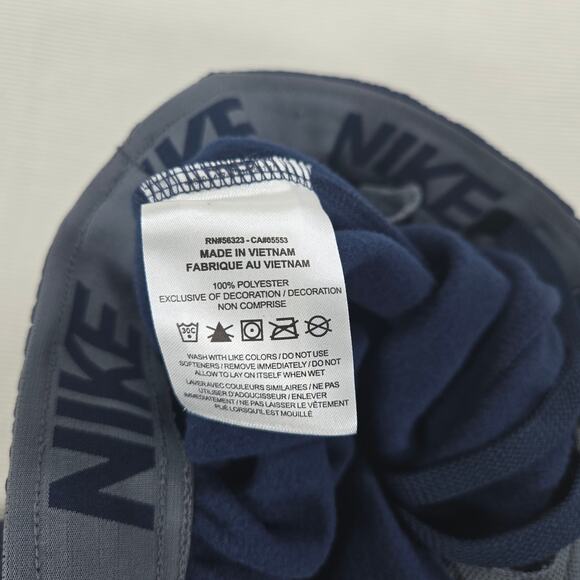 NIKE
NIKE
NIKE
RN#56323 - CA#05553
MADE IN VIETNAM
FABRIQUE AU VIETNAM
100% POLYESTER
EXCLUSIVE OF DECORATION / DECORATION
NON COMPRISE
30C
WASH WITH LIKE COLORS / DO NOT USE
SOFTENERS / REMOVE IMMEDIATELY / DO NOT
ALLOW TO LAY ON ITSELF WHEN WET
LAVER AVEC COULEURS SIMILAIRES / NE PAS
UTILISER D'ADOUCISSEUR / ENLEVER
IMMÉDIATEMENT / NE PAS LAISSER LE VÊTEMENT
PLIÉ LORSQU'IL EST MOUILLÉ